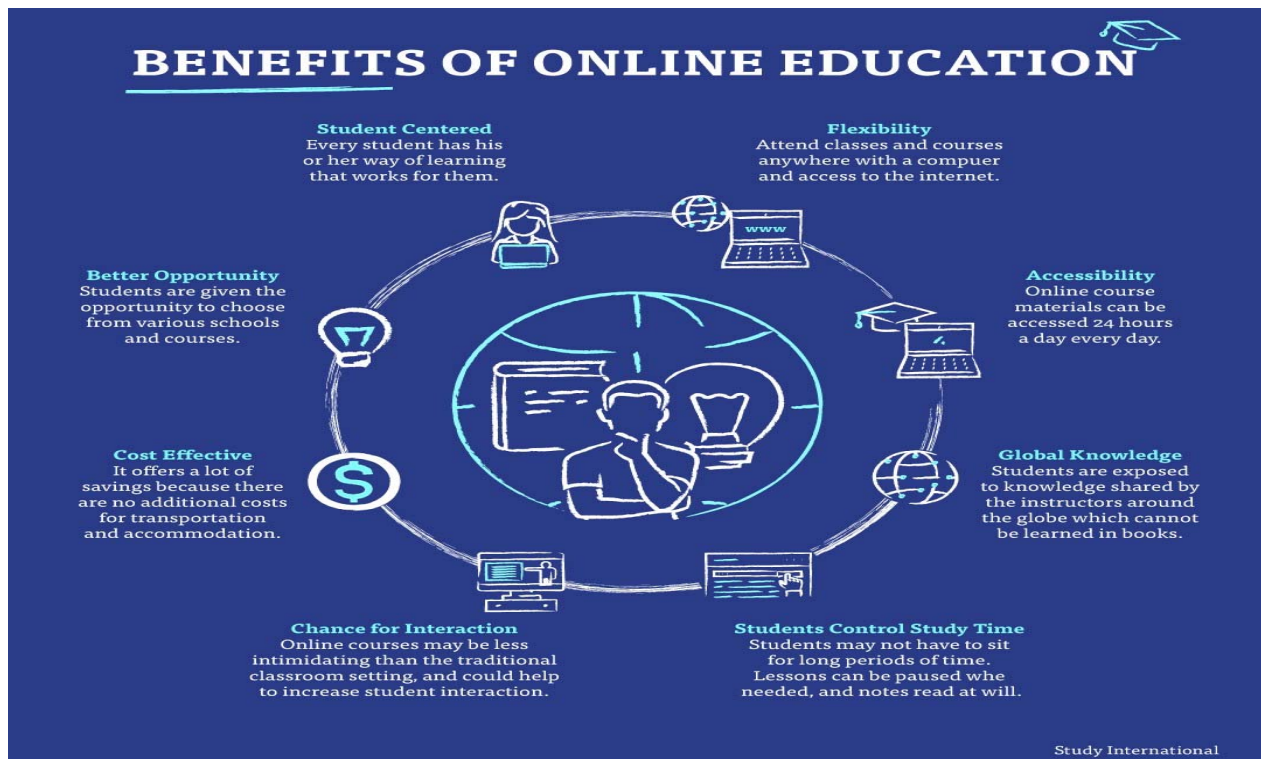 BENEFITS OF ONLINE EDUCATION
Student Centered
Every student has his
or her way of learning
that works for them.
Flexibility
Attend classes and courses
anywhere with a compuer
and access to the internet.
www
Better Opportunity
Students are given the
opportunity to choose
from various schools
and courses.
Accessibility
Online course
materials can be
accessed 24 hours
a day every day.
Cost Effective
It offers a lot of
savings because there
are no additional costs
for transportation
and accommodation.
$
Global Knowledge
Students are exposed
to knowledge shared by
the instructors around
the globe which cannot
be learned in books.
Chance for Interaction
Online courses may be less
intimidating than the traditional
classroom setting, and could help
to increase student interaction.
Students Control Study Time
Students may not have to sit
for long periods of time.
Lessons can be paused whe
needed, and notes read at will.
Study International